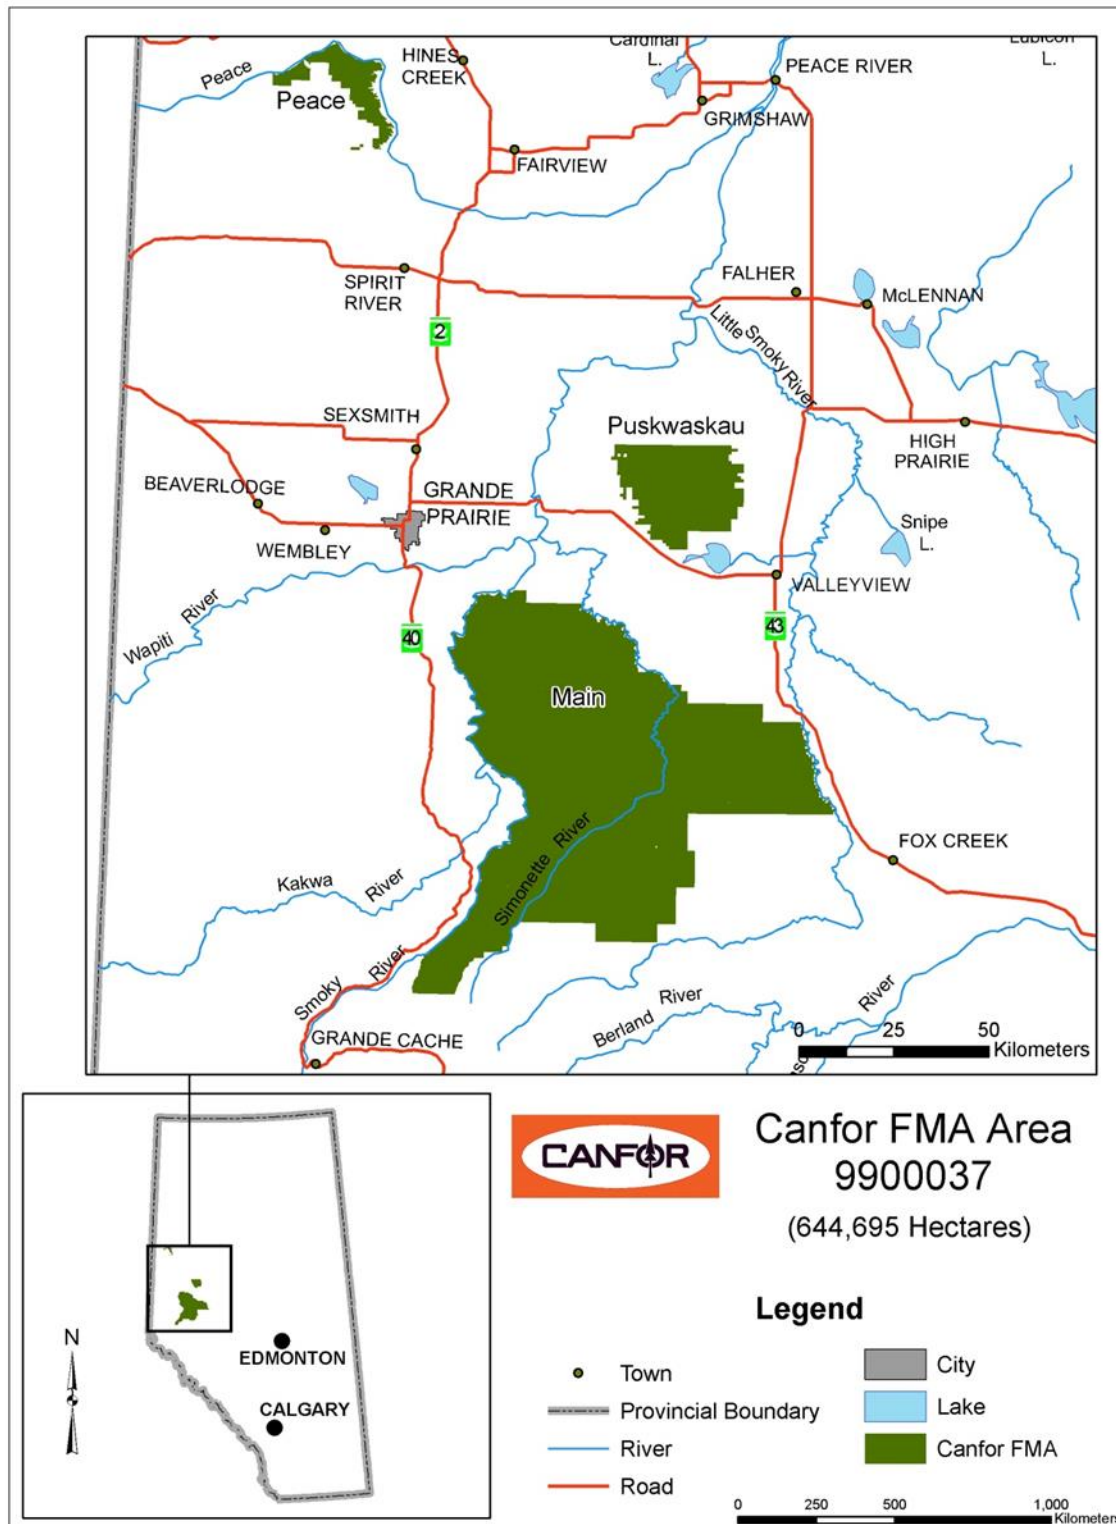 Cardinal
L.
Lubicon
L.
HINES
CREEK
Peace
Peace
PEACE RIVER
GRIMSHAW
FAIRVIEW
SPIRIT
RIVER
FALHER
McLENNAN
Little
Smoky
River
2
SEXSMITH
Puskwaskau
HIGH
PRAIRIE
BEAVERLODGE
GRANDE
PRAIRIE
WEMBLEY
Snipe
L.
VALLEYVIEW
Wapiti
River
40
43
Main
FOX CREEK
Simonette
River
Kakwa
River
Smoky
River
Berland
River
River
GRANDE CACHE
0 25 50
Kilometers
CANFOR
Canfor FMA Area
9900037
(644,695 Hectares)
N
EDMONTON
CALGARY
Legend
Town
Provincial Boundary
River
Road
City
Lake
Canfor FMA
0 250 500 1,000
Kilometers